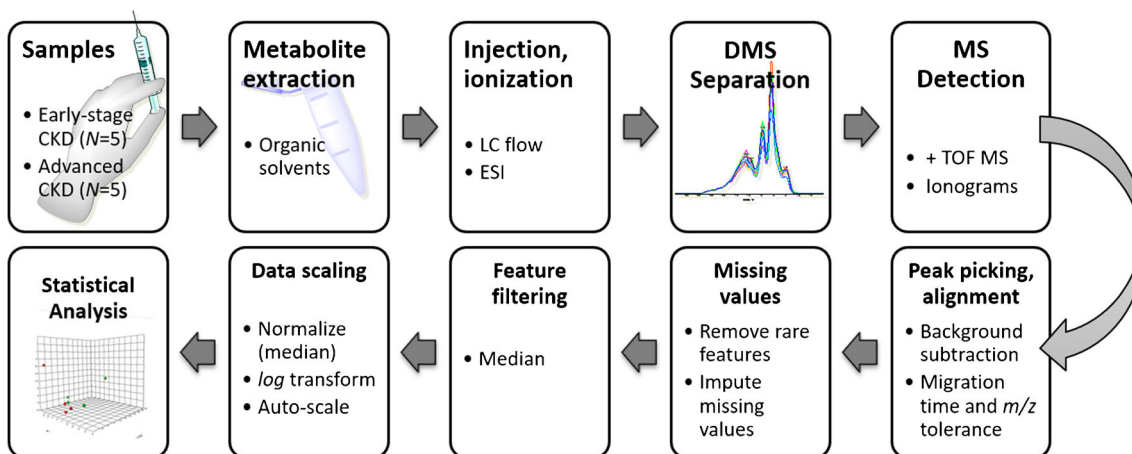 Samples
• Early-stage
CKD (N=5)
• Advanced
CKD (N=5)
Metabolite
extraction
• Organic
solvents
Injection,
ionization
• LC flow
• ESI
DMS
Separation
MS
Detection
• + TOF MS
• Ionograms
Peak picking,
alignment
• Background
subtraction
• Migration
time and m/z
tolerance
Missing
values
• Remove rare
features
• Impute
missing
values
Feature
filtering
• Median
Data scaling
• Normalize
(median)
• log transform
• Auto-scale
Statistical
Analysis